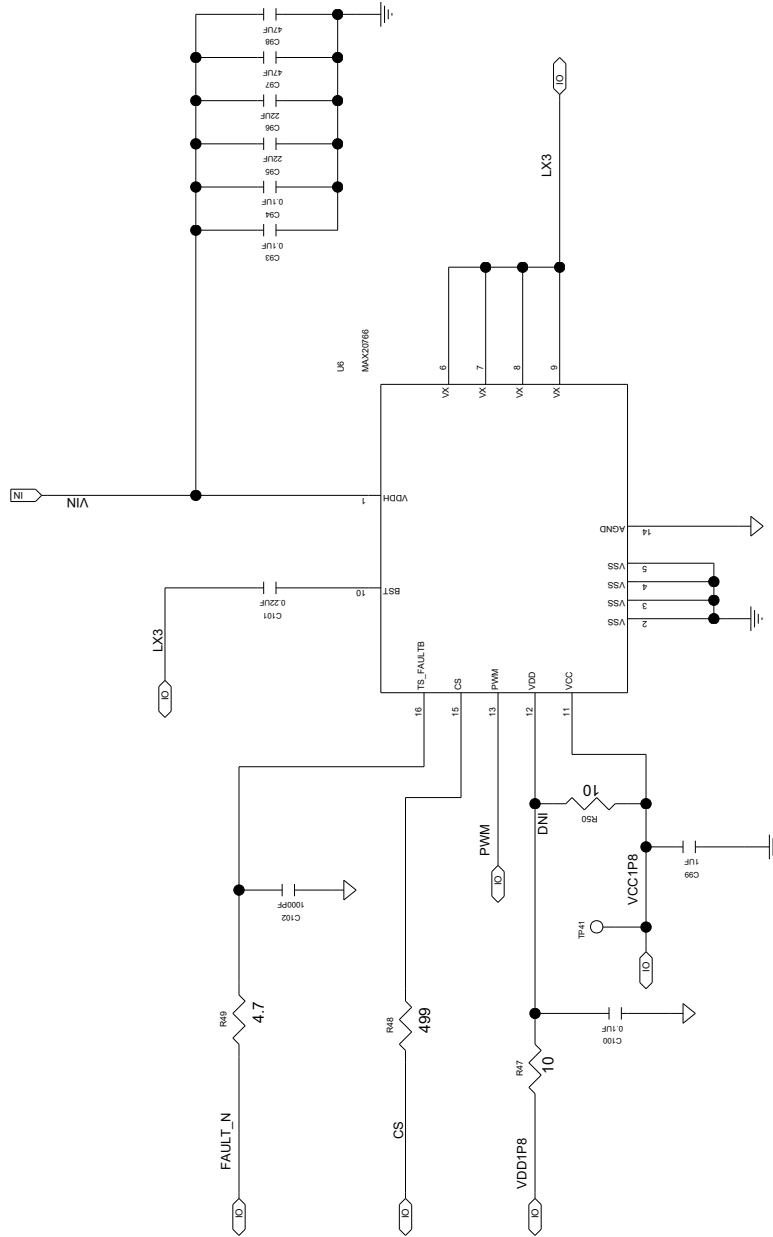 47UF
C98
47UF
C97
22UF
C96
22UF
C95
0.1UF
C94
0.1UF
C93
IO
LX3
U6
MAX20766
6
7
8
9
VX
VX
VX
VX
IN
VIN
1
VDDH
AGND
14
10
BST
0.22UF
C101
LX3
IO
VSS
5
VSS
4
VSS
3
VSS
2
TS_FAULTB
CS
PWM
VDD
VCC
16
15
13
12
11
PWM
IO
DNI
10
R50
VCC1P8
1UF
C99
TP41
IO
1000PF
C102
R49
4.7
FAULT_N
IO
R48
499
CS
IO
0.1UF
C100
R47
10
VDD1P8
IO